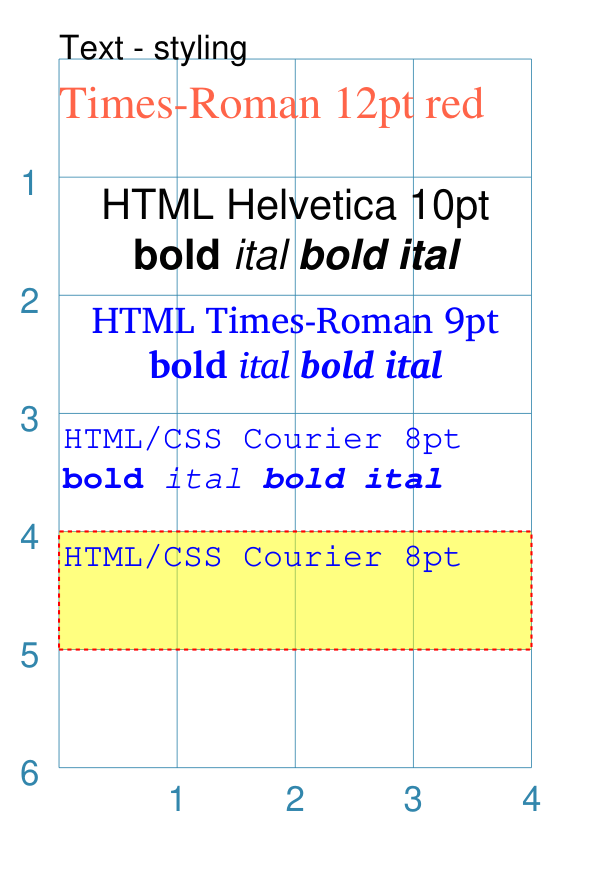 Text - styling
Times-Roman 12pt red
1
HTML Helvetica 10pt
bold ital bold ital
2
HTML Times-Roman 9pt
bold ital bold ital
3
HTML/CSS Courier 8pt
bold ital bold ital
4
HTML/CSS Courier 8pt
5
6
1 2 3 4